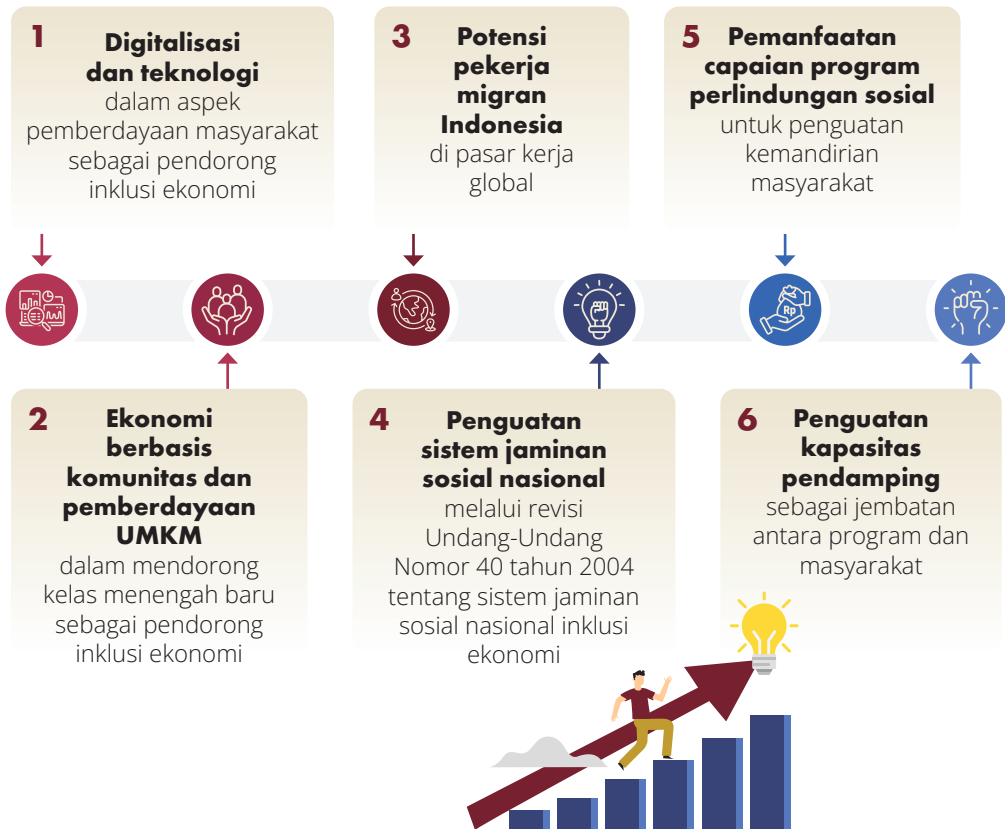 1
Digitalisasi
dan teknologi
dalam aspek
pemberdayaan masyarakat
sebagai pendorong
inklusi ekonomi
3
Potensi
pekerja
migran
Indonesia
di pasar kerja
global
5
Pemanfaatan
capaian program
perlindungan sosial
untuk penguatan
kemandirian
masyarakat
Rp
2
Ekonomi
berbasis
komunitas dan
pemberdayaan
UMKM
dalam mendorong
kelas menengah baru
sebagai pendorong
inklusi ekonomi
4
Penguatan
sistem jaminan
sosial nasional
melalui revisi
Undang-Undang
Nomor 40 tahun 2004
tentang sistem jaminan
sosial nasional inklusi
ekonomi
6
Penguatan
kapasitas
pendamping
sebagai jembatan
antara program dan
masyarakat